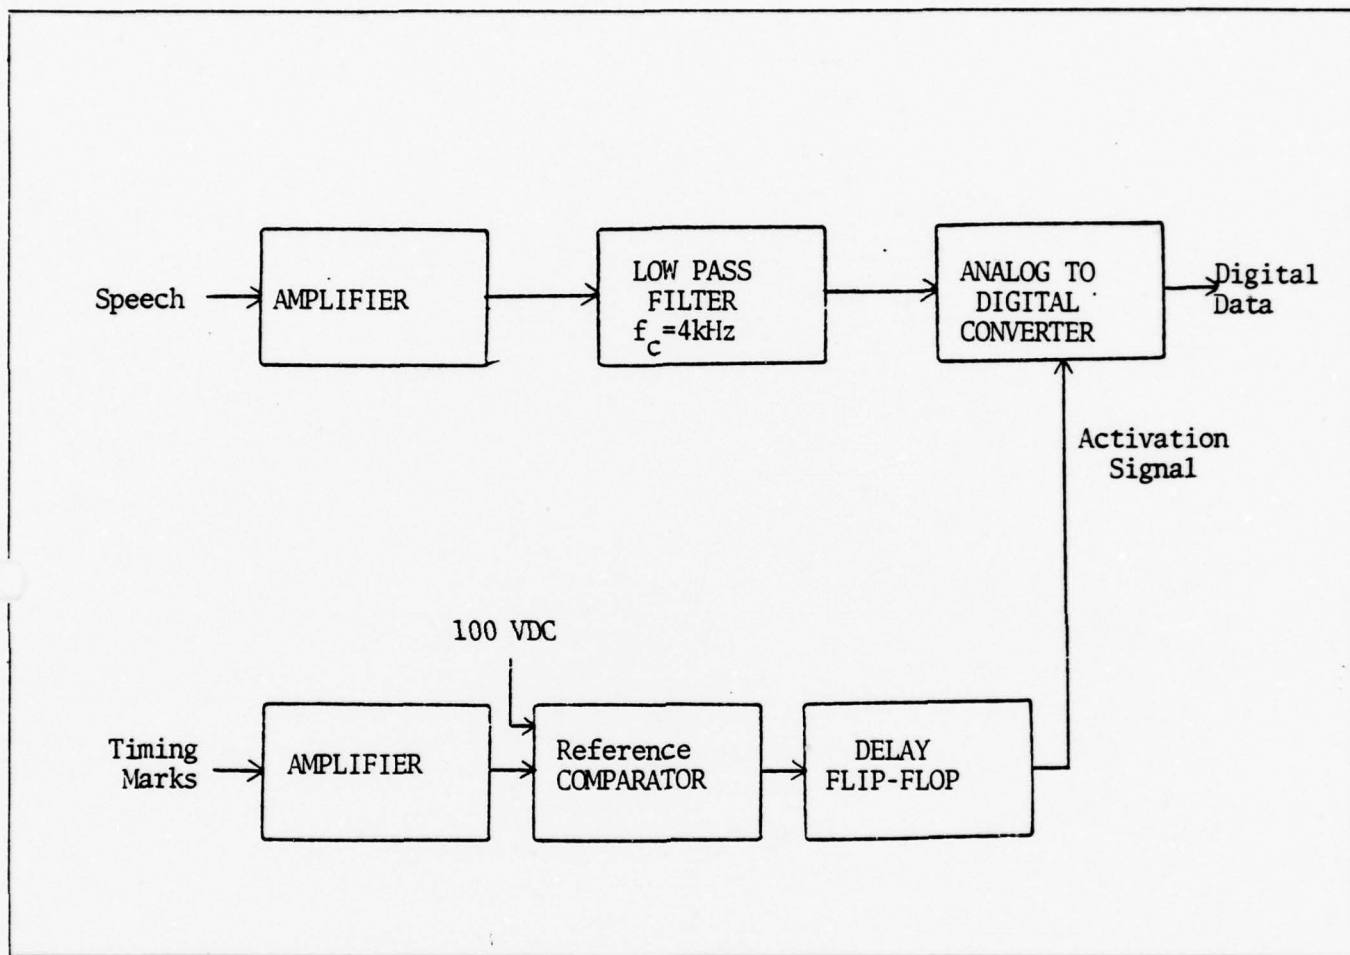 Speech
AMPLIFIER
LOW PASS
FILTER
f_c=4kHz
ANALOG TO
DIGITAL
CONVERTER
Digital
Data
Activation
Signal
100 VDC
Timing
Marks
AMPLIFIER
Reference
COMPARATOR
DELAY
FLIP-FLOP